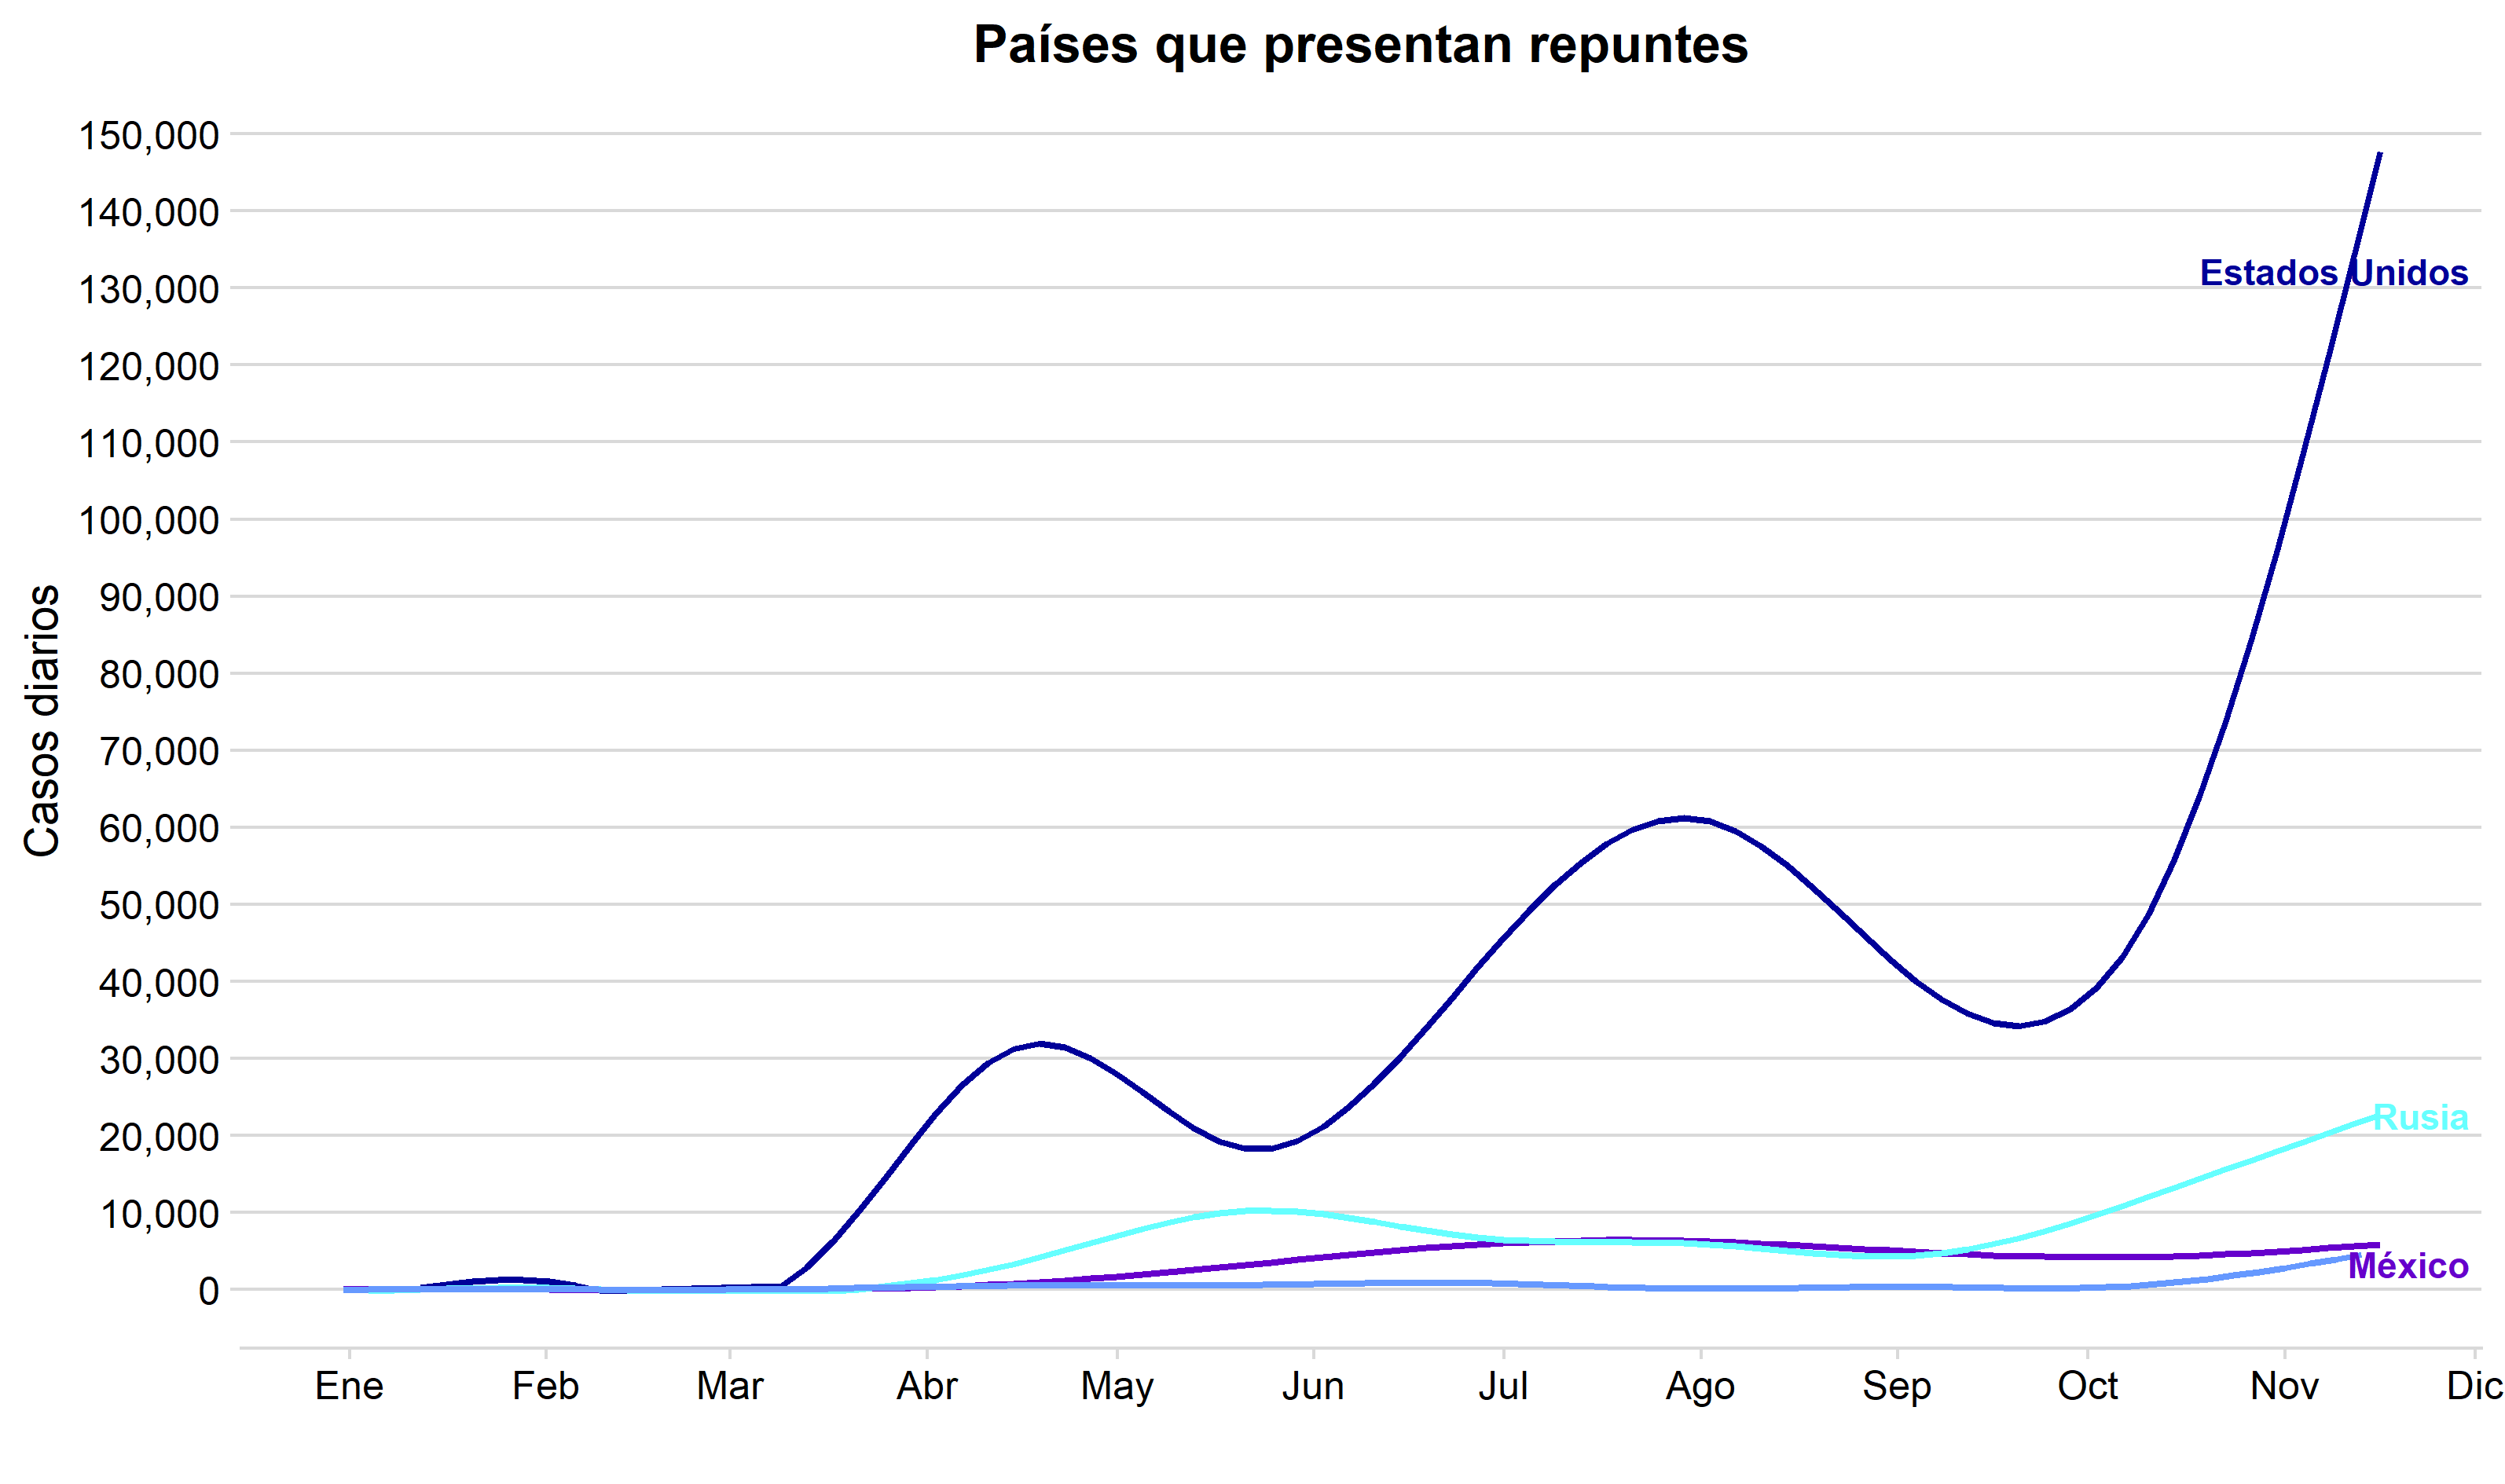 Países que presentan repuntes
150,000
140,000
130,000
120,000
110,000
100,000
90,000
80,000
70,000
60,000
50,000
40,000
30,000
20,000
10,000
0
Casos diarios
Estados Unidos
Rusia
México
Ene Feb Mar Abr May Jun Jul Ago Sep Oct Nov Dic